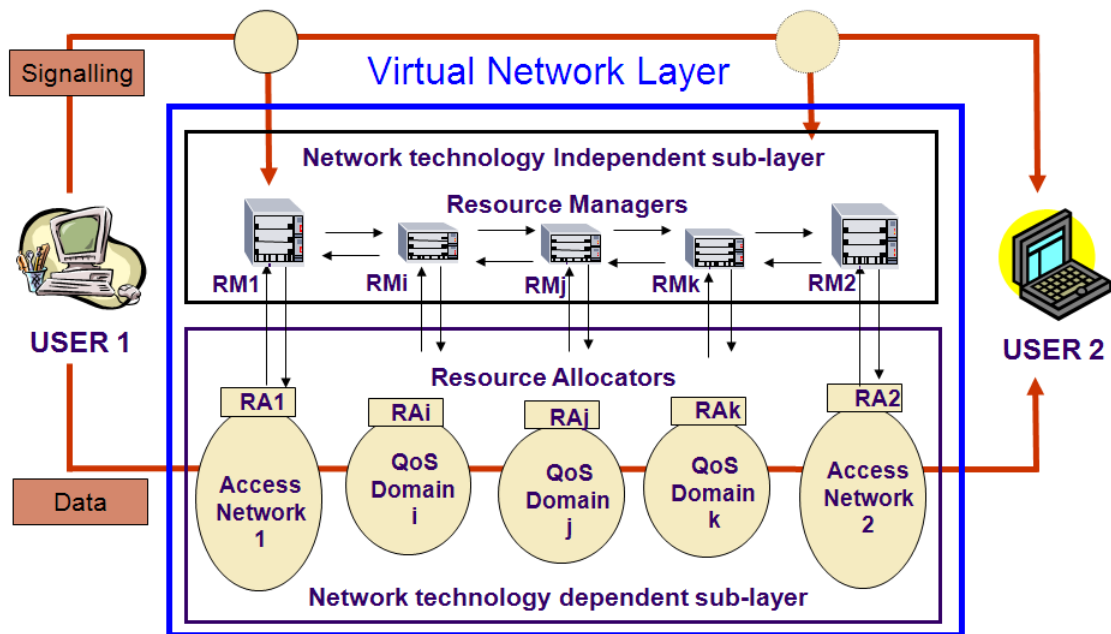 Signalling
Virtual Network Layer
Network technology Independent sub-layer
Resource Managers
RM1
RMi
RMj
RMk
RM2
USER 1
USER 2
Resource Allocators
RA1
RAi
RAj
RAk
RA2
Access
Network
1
QoS
Domain
i
QoS
Domain
j
QoS
Domain
k
Access
Network
2
Data
Network technology dependent sub-layer